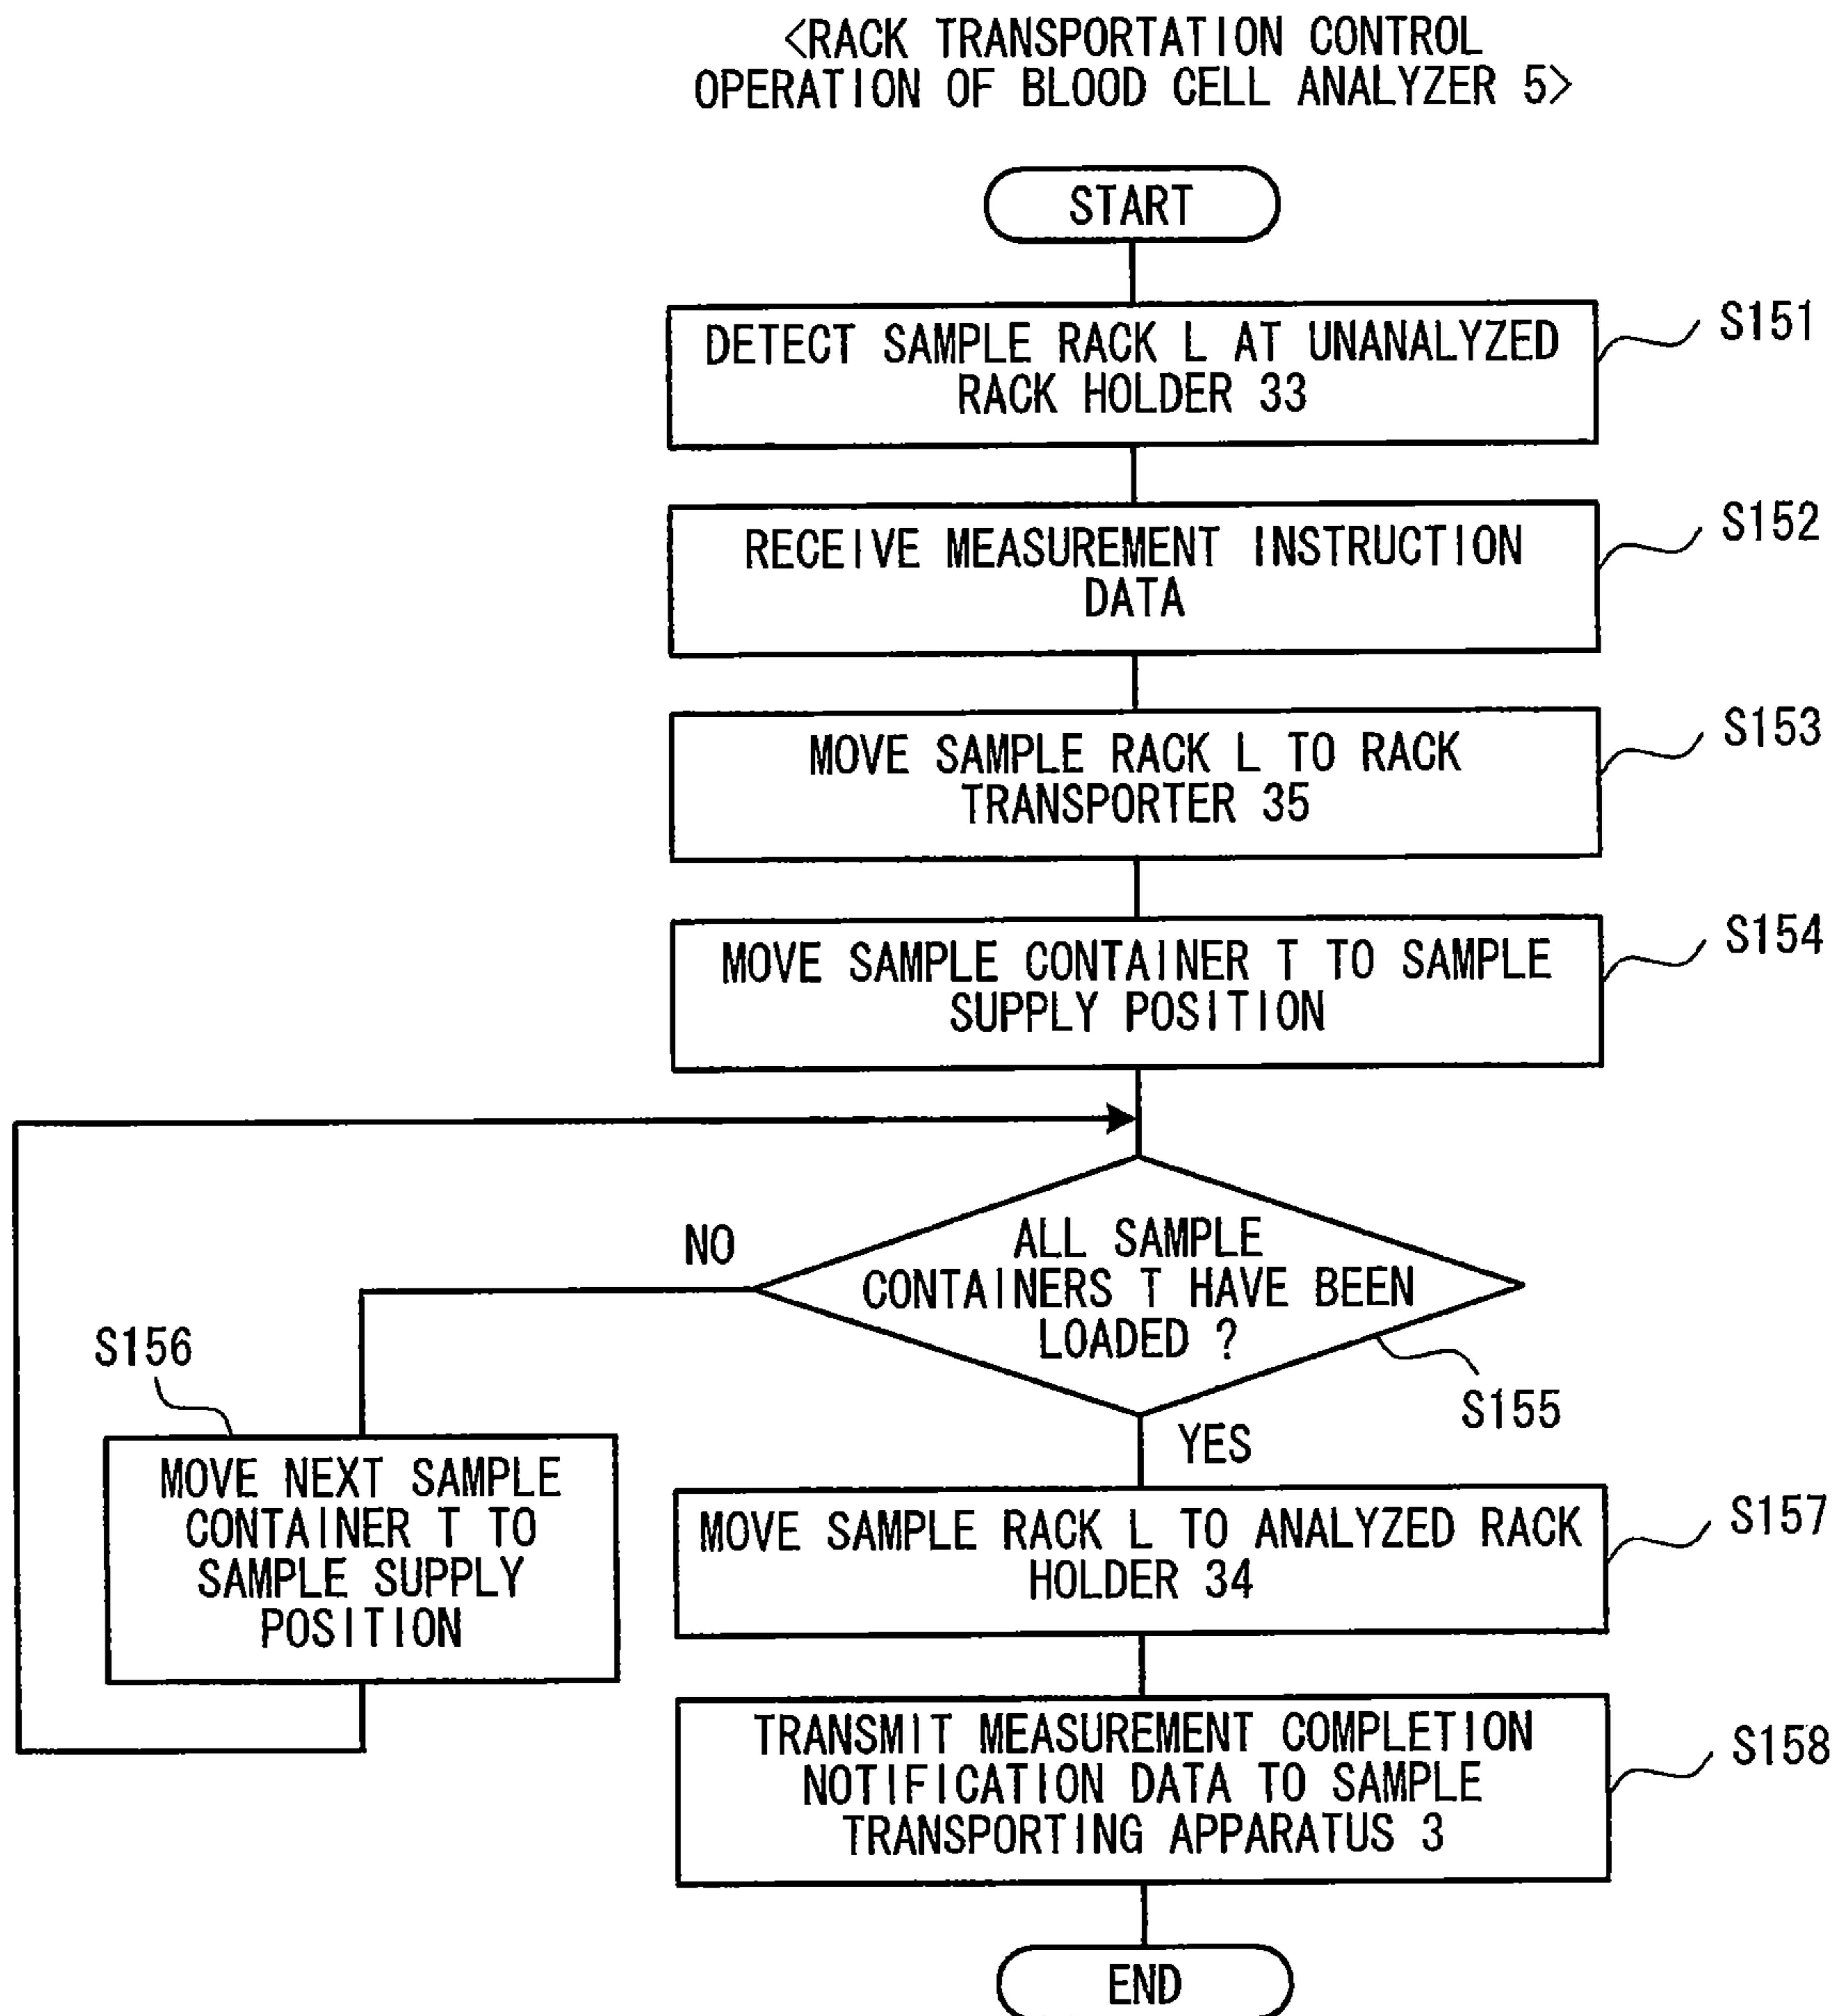 <RACK TRANSPORTATION CONTROL
OPERATION OF BLOOD CELL ANALYZER 5>
START
DETECT SAMPLE RACK L AT UNANALYZED
RACK HOLDER 33
S151
RECEIVE MEASUREMENT INSTRUCTION
DATA
S152
MOVE SAMPLE RACK L TO RACK
TRANSPORTER 35
S153
MOVE SAMPLE CONTAINER T TO SAMPLE
SUPPLY POSITION
S154
NO
ALL SAMPLE
CONTAINERS T HAVE BEEN
LOADED ?
S155
S156
MOVE NEXT SAMPLE
CONTAINER T TO
SAMPLE SUPPLY
POSITION
YES
MOVE SAMPLE RACK L TO ANALYZED RACK
HOLDER 34
S157
TRANSMIT MEASUREMENT COMPLETION
NOTIFICATION DATA TO SAMPLE
TRANSPORTING APPARATUS 3
S158
END